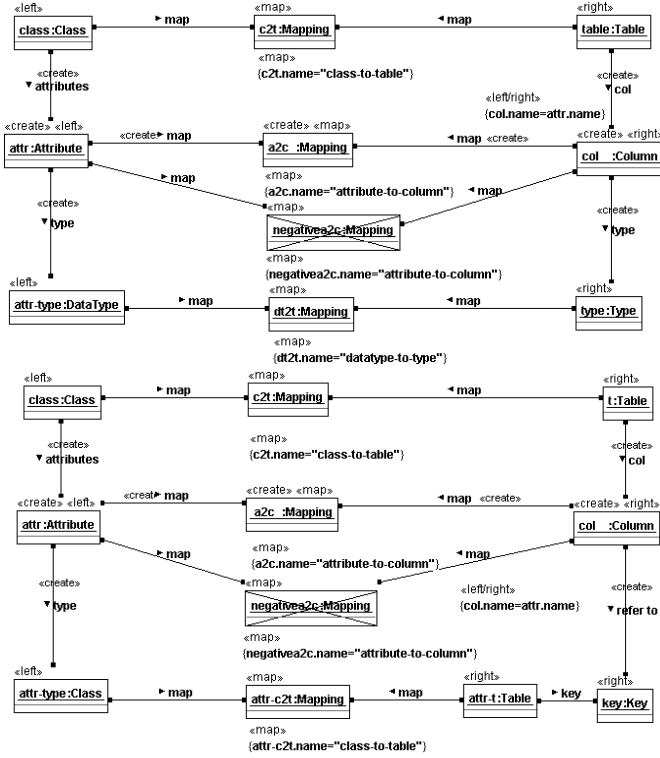 «left» «map» «right»
class:Class map c2t:Mapping map table:Table
«map»
{c2t.name="class-to-table"}
«create» «create»
attributes col
«left/right»
{col.name=attr.name}
«create» «left» «create» map «create» «map» map «create» «create» «right»
attr:Attribute a2c :Mapping col :Column
map «map» map
{a2c.name="attribute-to-column"}
«create» «map» «create»
type negativea2c:Mapping type
«map»
{negativea2c.name="attribute-to-column"}
«left» «map» «right»
attr-type:DataType map dt2t:Mapping map type:Type
«map»
{dt2t.name="datatype-to-type"}
«left» «map» «right»
class:Class map c2t:Mapping map t:Table
«create» «map» «create»
attributes {c2t.name="class-to-table"} col
«create» «left» «create» map «create» «map» map «create» «create» «right»
attr:Attribute a2c :Mapping col :Column
map «map» map
{a2c.name="attribute-to-column"}
«create» «map» «left/right» «create»
type negativea2c:Mapping {col.name=attr.name} refer to
«map»
{negativea2c.name="attribute-to-column"}
«left» «map» «right» «right»
attr-type:Class map attr-c2t:Mapping map attr-t:Table key key:Key
«map»
{attr-c2t.name="class-to-table"}